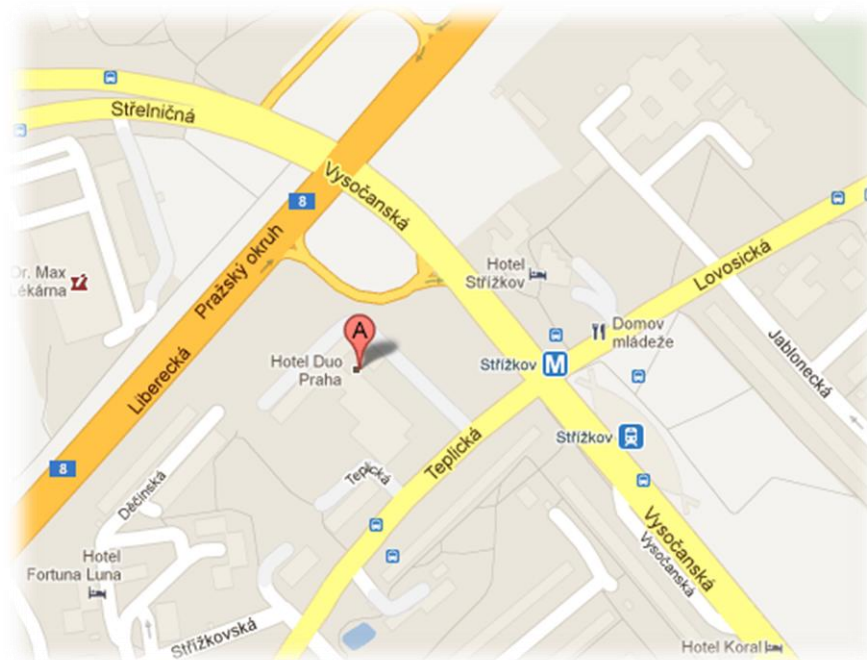 Střelničná
Vysočanská
8
Pražský okruh
Dr. Max
Lékárna
Hotel
Střížkov
Lovosická
A
Domov
mládeže
Jablonecká
Hotel Duo
Praha
Střížkov
M
Liberecká
Střížkov
Teplická
Teplická
8
Děčínská
Vysočanská
Vysočanská
Hotel
Fortuna Luna
Střížkovská
Hotel Koral